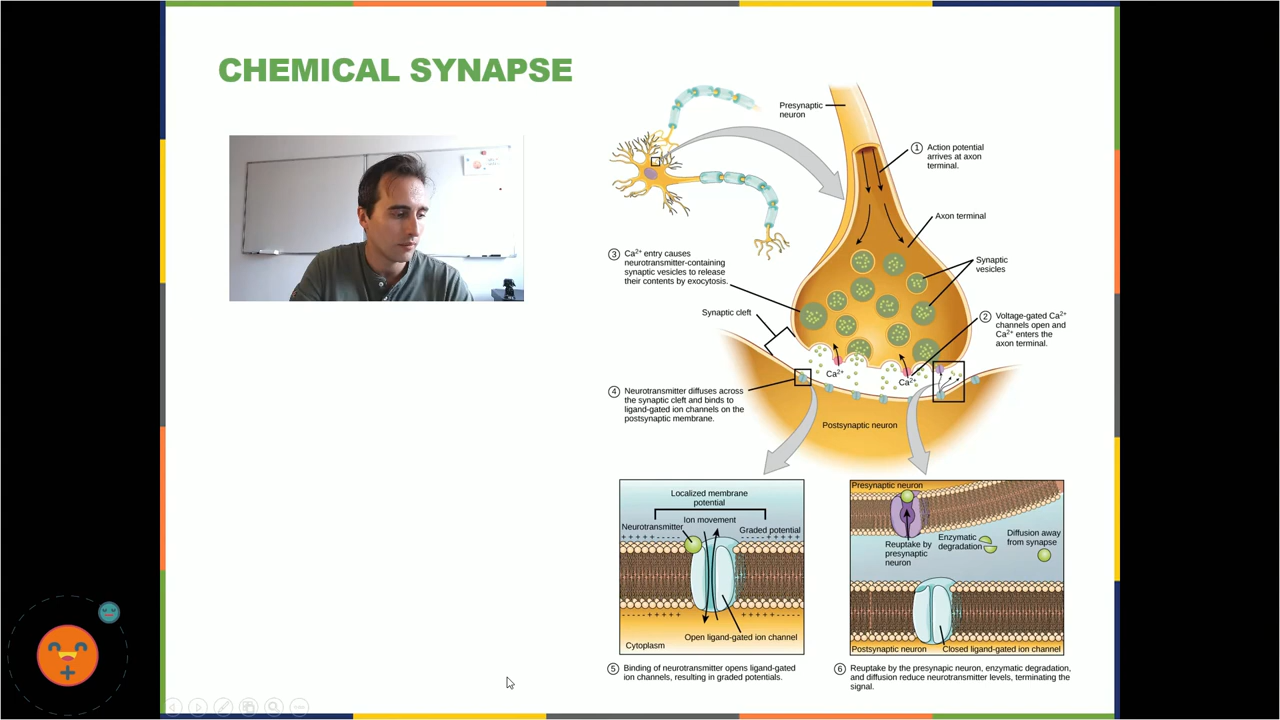 CHEMICAL SYNAPSE
Presynaptic
neuron
1 Action potential
arrives at axon
terminal.
Axon terminal
3 Ca2+ entry causes
neurotransmitter-containing
synaptic vesicles to release
their contents by exocytosis.
Synaptic
vesicles
Synaptic cleft
2 Voltage-gated Ca2+
channels open and
Ca2+ enters the
axon terminal.
Ca2+
Ca2+
4 Neurotransmitter diffuses across
the synaptic cleft and binds to
ligand-gated ion channels on the
postsynaptic membrane.
Postsynaptic neuron
Localized membrane
potential
Ion movement
Neurotransmitter
Graded potential
+ + + + + - - - - - - - - - + + + + +
- - - - - + + + + + + + + + - - - - -
Open ligand-gated ion channel
Cytoplasm
5 Binding of neurotransmitter opens ligand-gated
ion channels, resulting in graded potentials.
Presynaptic neuron
Reuptake by
presynaptic
neuron
Enzymatic
degradation
Diffusion away
from synapse
Postsynaptic neuron
Closed ligand-gated ion channel
6 Reuptake by the presynapic neuron, enzymatic degradation,
and diffusion reduce neurotransmitter levels, terminating the
signal.